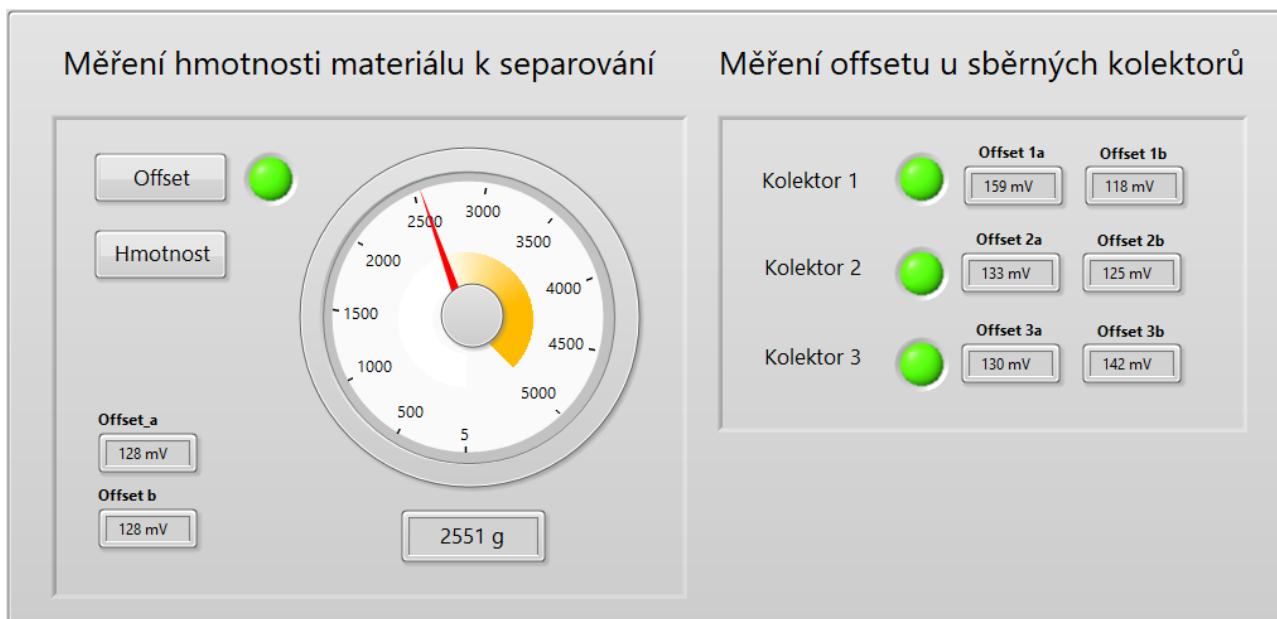 Měření hmotnosti materiálu k separování
Offset
Hmotnost
5
500
1000
1500
2000
2500
3000
3500
4000
4500
5000
Offset_a
128 mV
Offset b
128 mV
2551 g
Měření offsetu u sběrných kolektorů
Offset 1a Offset 1b
Kolektor 1 159 mV 118 mV
Offset 2a Offset 2b
Kolektor 2 133 mV 125 mV
Offset 3a Offset 3b
Kolektor 3 130 mV 142 mV